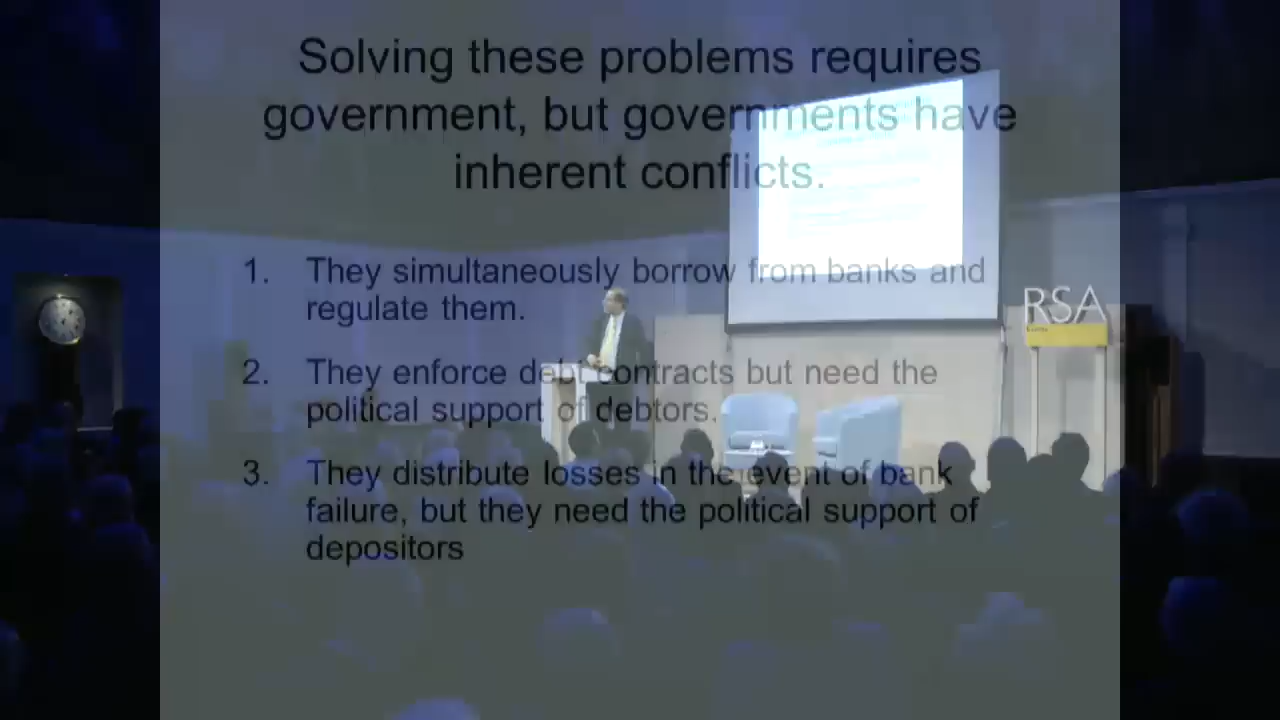 Solving these problems requires
government, but governments have
inherent conflicts.
1. They simultaneously borrow from banks and
regulate them.
2. They enforce debt contracts but need the
political support of debtors.
3. They distribute losses in the event of bank
failure, but they need the political support of
depositors
RSA